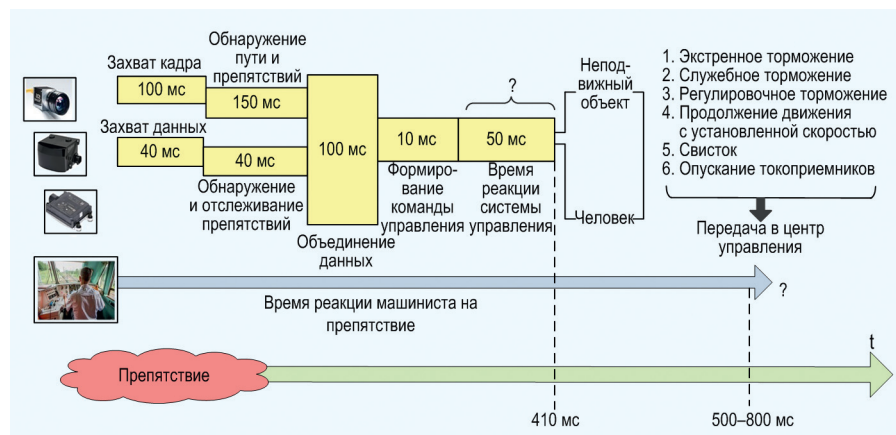 Захват кадра
100 мс
Обнаружение
пути и
препятствий
150 мс
Захват данных
40 мс
40 мс
Обнаружение
и отслеживание
препятствий
100 мс
Объединение
данных
10 мс
Формиро-
вание
команды
управления
?
50 мс
Время
реакции
системы
управления
Непод-
вижный
объект
Человек
1. Экстренное торможение
2. Служебное торможение
3. Регулировочное торможение
4. Продолжение движения
с установленной скоростью
5. Свисток
6. Опускание токоприемников
Передача в центр
управления
Время реакции машиниста на
препятствие
?
Препятствие
t
410 мс
500–800 мс